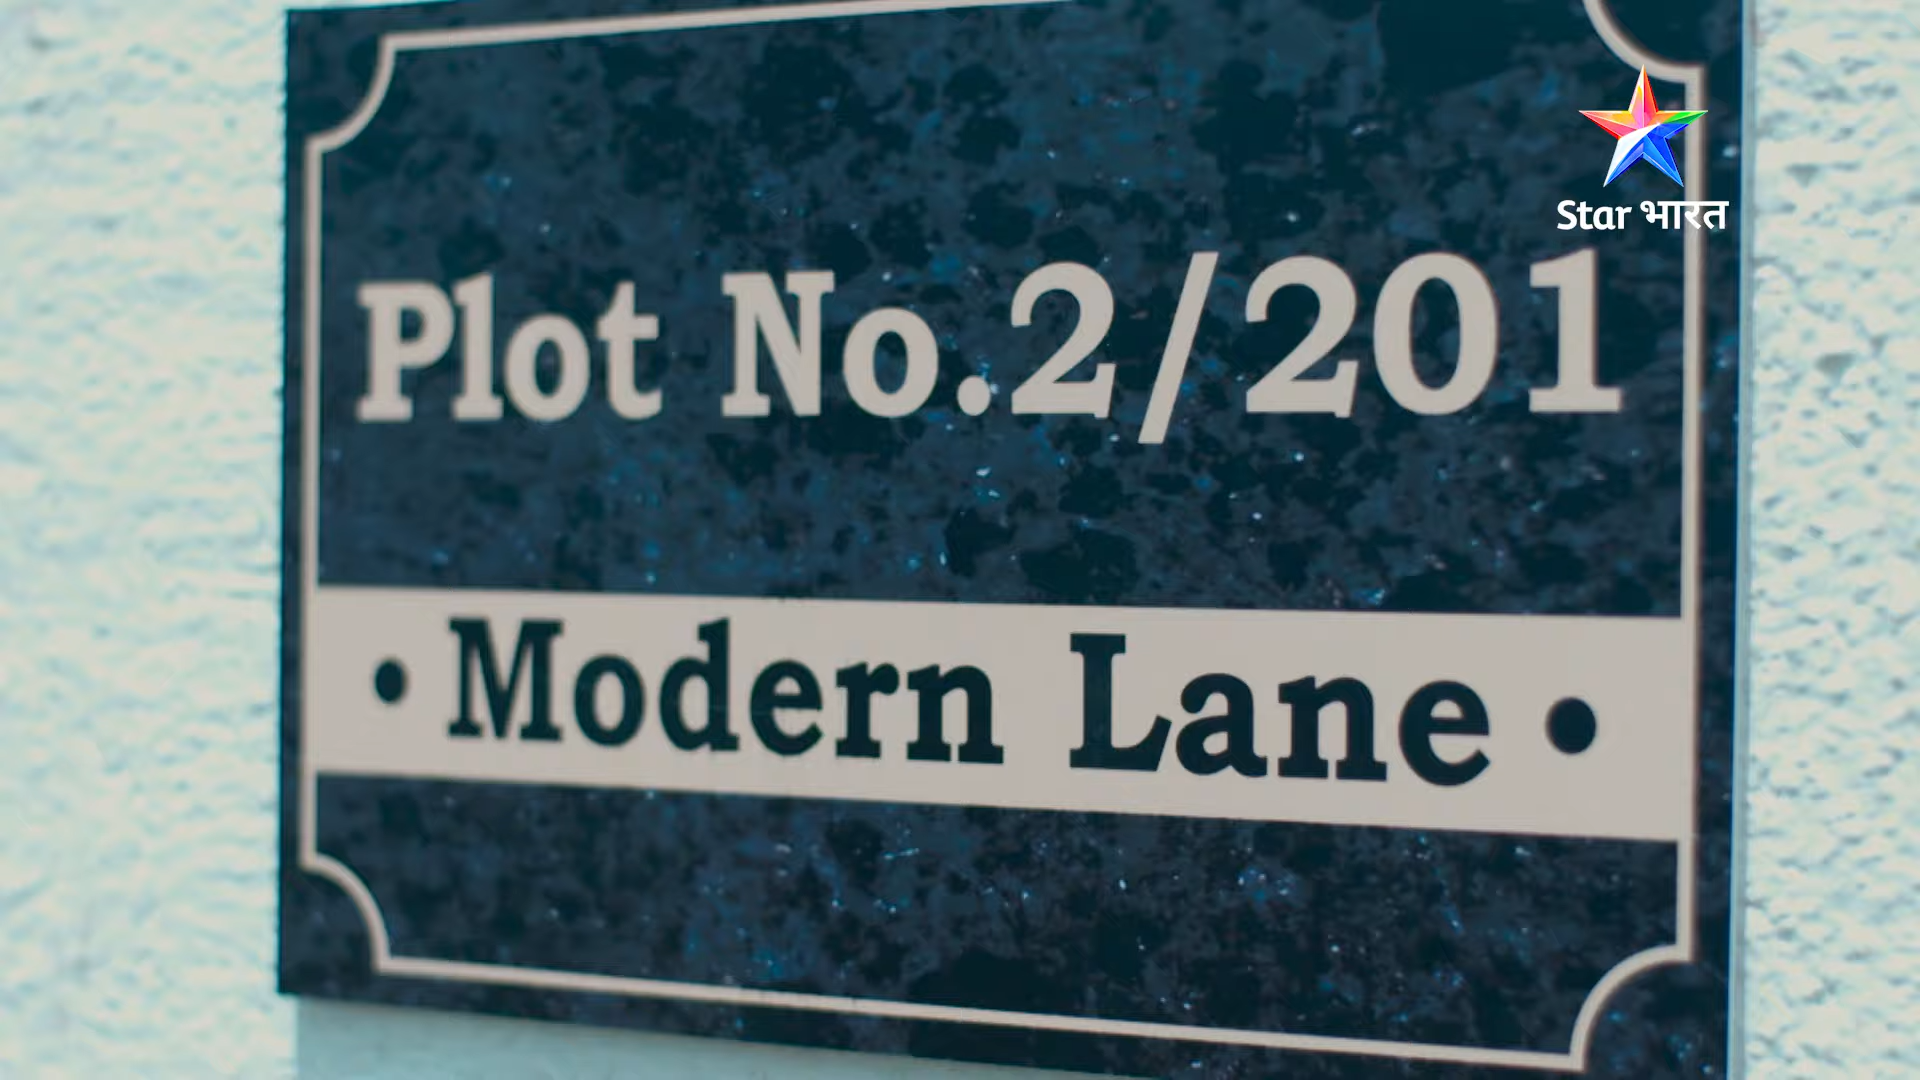 Star भारत
Plot No.2/201
• Modern Lane •